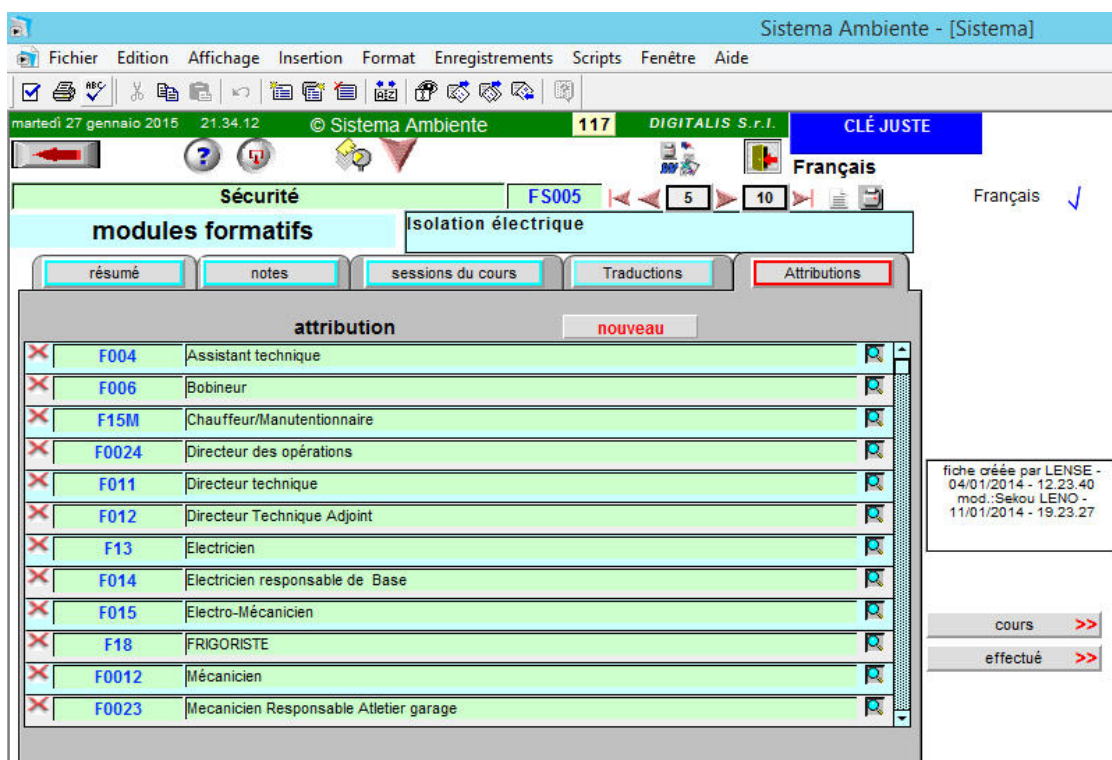 Sistema Ambiente - [Sistema]
Fichier Edition Affichage Insertion Format Enregistrements Scripts Fenêtre Aide
ABC
martedì 27 gennaio 2015 21.34.12 © Sistema Ambiente 117 DIGITALIS S.r.l. CLÉ JUSTE
Français
Sécurité FS005 5 10 Français
modules formatifs Isolation électrique
résumé notes sessions du cours Traductions Attributions
attribution nouveau
F004 Assistant technique
F006 Bobineur
F15M Chauffeur/Manutentionnaire
F0024 Directeur des opérations
F011 Directeur technique
F012 Directeur Technique Adjoint
F13 Electricien
F014 Electricien responsable de Base
F015 Electro-Mécanicien
F18 FRIGORISTE
F0012 Mécanicien
F0023 Mecanicien Responsable Atletier garage
fiche créée par LENSE -
04/01/2014 - 12.23.40
mod.:Sekou LENO -
11/01/2014 - 19.23.27
cours >>
effectué >>